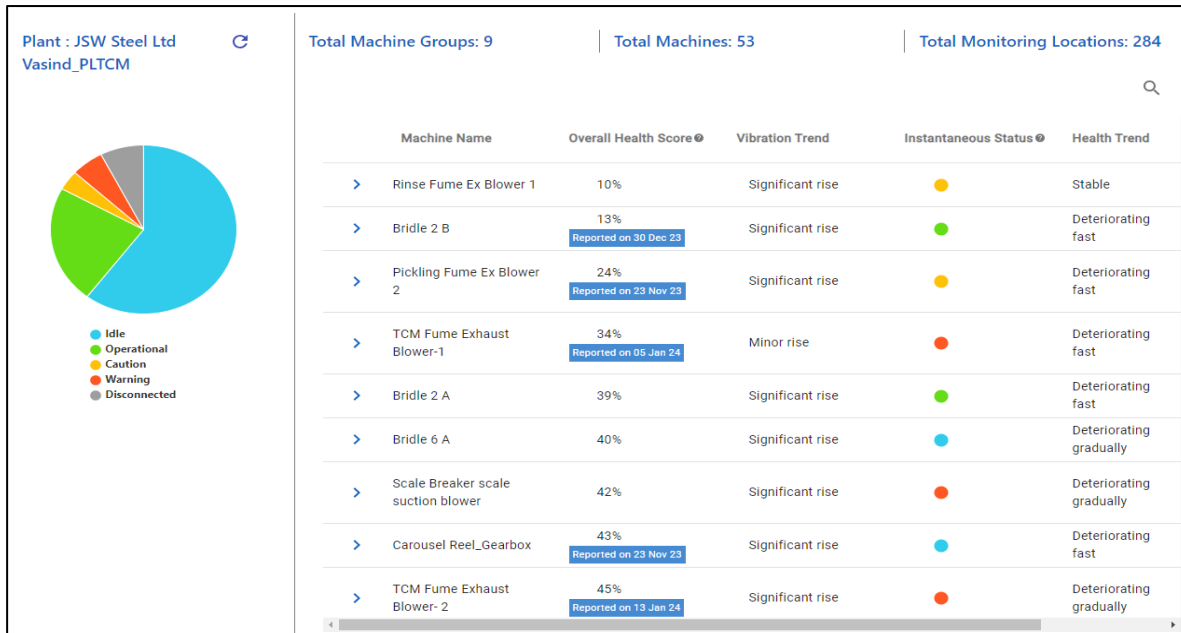 Plant : JSW Steel Ltd
Vasind_PLTCM
Idle
Operational
Caution
Warning
Disconnected
Total Machine Groups: 9
Total Machines: 53
Total Monitoring Locations: 284
Machine Name
Overall Health Score
Vibration Trend
Instantaneous Status
Health Trend
Rinse Fume Ex Blower 1
10%
Significant rise
Stable
Bridle 2 B
13%
Reported on 30 Dec 23
Significant rise
Deteriorating
fast
Pickling Fume Ex Blower
2
24%
Reported on 23 Nov 23
Significant rise
Deteriorating
fast
TCM Fume Exhaust
Blower-1
34%
Reported on 05 Jan 24
Minor rise
Deteriorating
fast
Bridle 2 A
39%
Significant rise
Deteriorating
fast
Bridle 6 A
40%
Significant rise
Deteriorating
gradually
Scale Breaker scale
suction blower
42%
Significant rise
Deteriorating
gradually
Carousel Reel_Gearbox
43%
Reported on 23 Nov 23
Significant rise
Deteriorating
fast
TCM Fume Exhaust
Blower- 2
45%
Reported on 13 Jan 24
Significant rise
Deteriorating
gradually